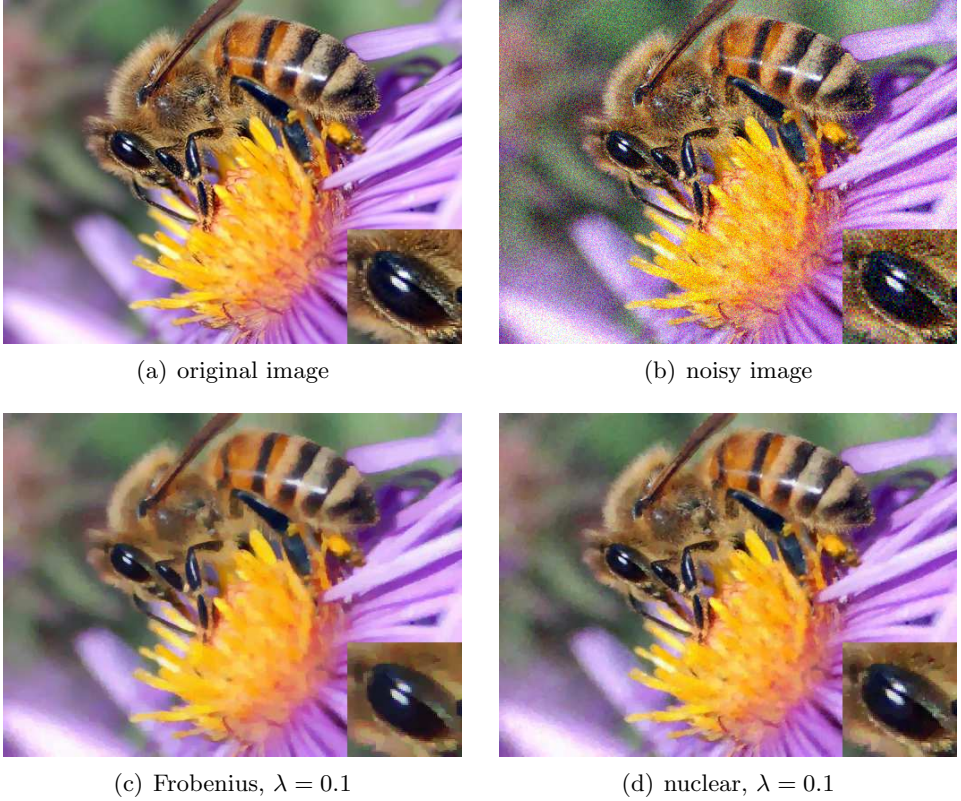 (a) original image
(b) noisy image
(c) Frobenius, λ = 0.1
(d) nuclear, λ = 0.1